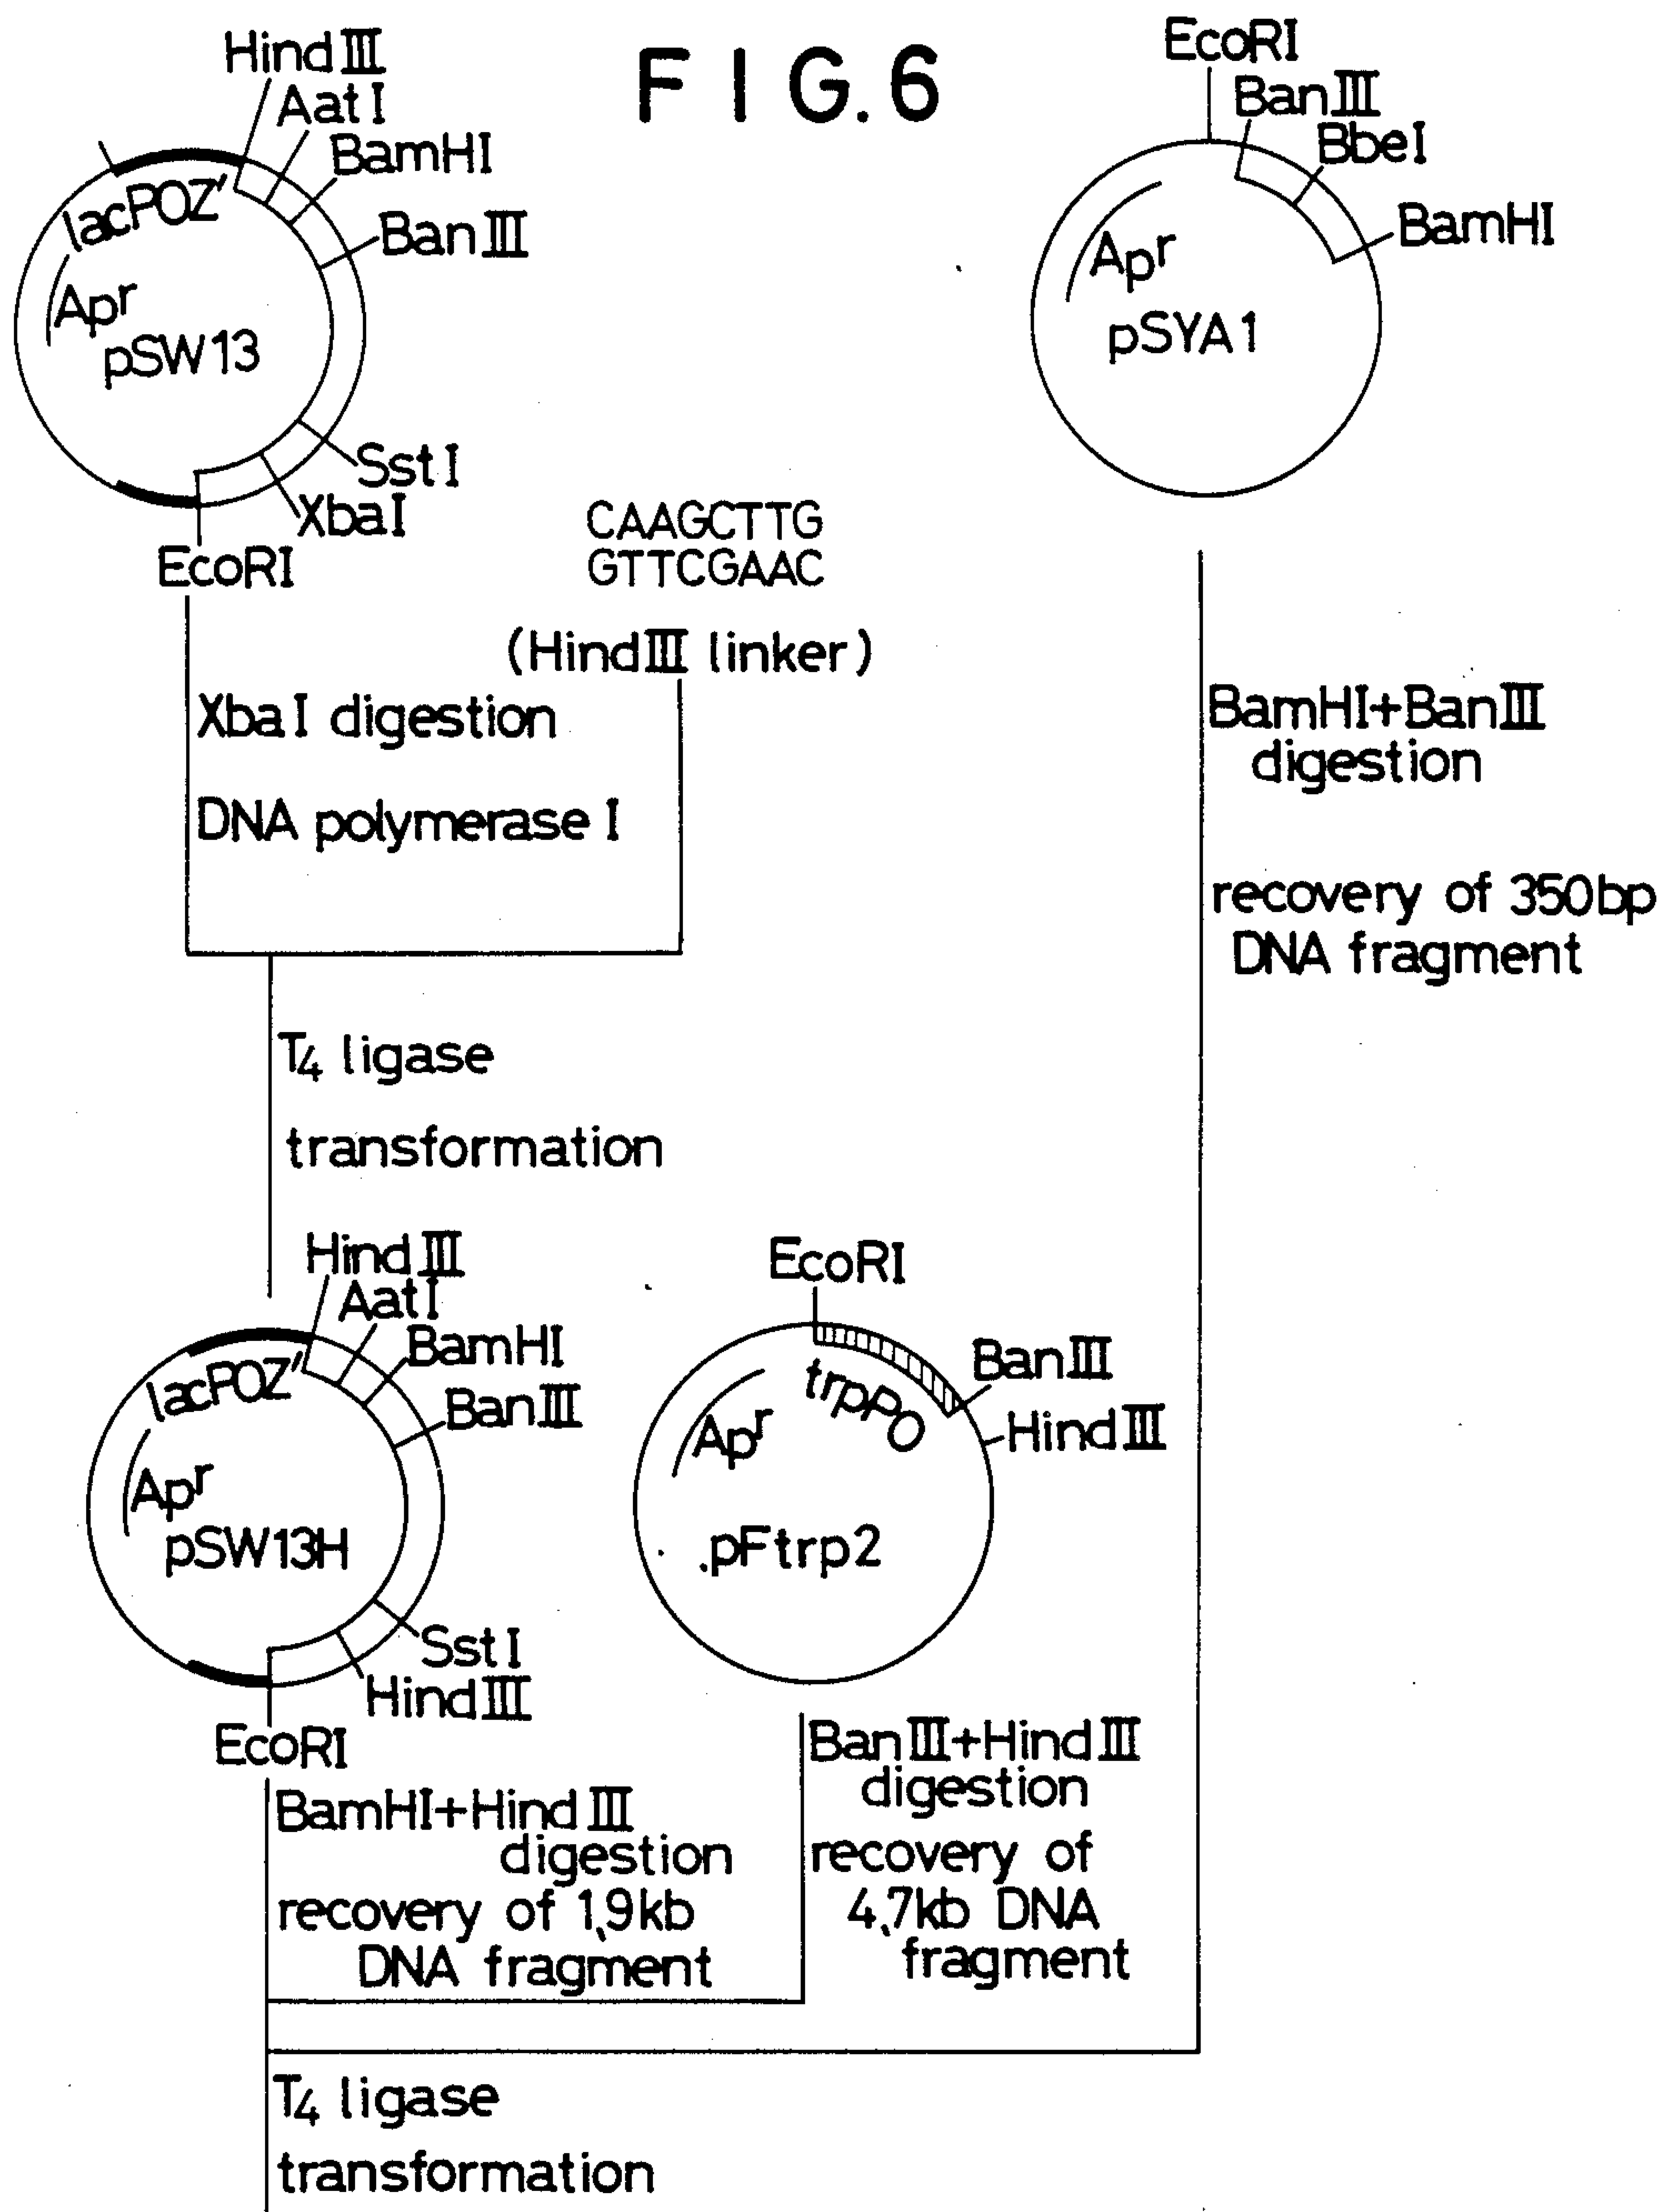 FIG.6
HindIII
AatI
BamHI
BanIII
lacPOZ'
Apr
pSW13
SstI
XbaI
EcoRI
EcoRI
BanIII
BbeI
BamHI
Apr
pSYA1
CAAGCTTG
GTTCGAAC
(HindIII linker)
XbaI digestion
DNA polymerase I
BamHI+BanIII
digestion
recovery of 350bp
DNA fragment
T4 ligase
transformation
HindIII
AatI
BamHI
BanIII
lacPOZ'
Apr
pSW13H
SstI
HindIII
EcoRI
EcoRI
BanIII
HindIII
trpPO
Apr
pFtrp2
BamHI+HindIII
digestion
recovery of 1.9kb
DNA fragment
BanIII+HindIII
digestion
recovery of
4.7kb DNA
fragment
T4 ligase
transformation